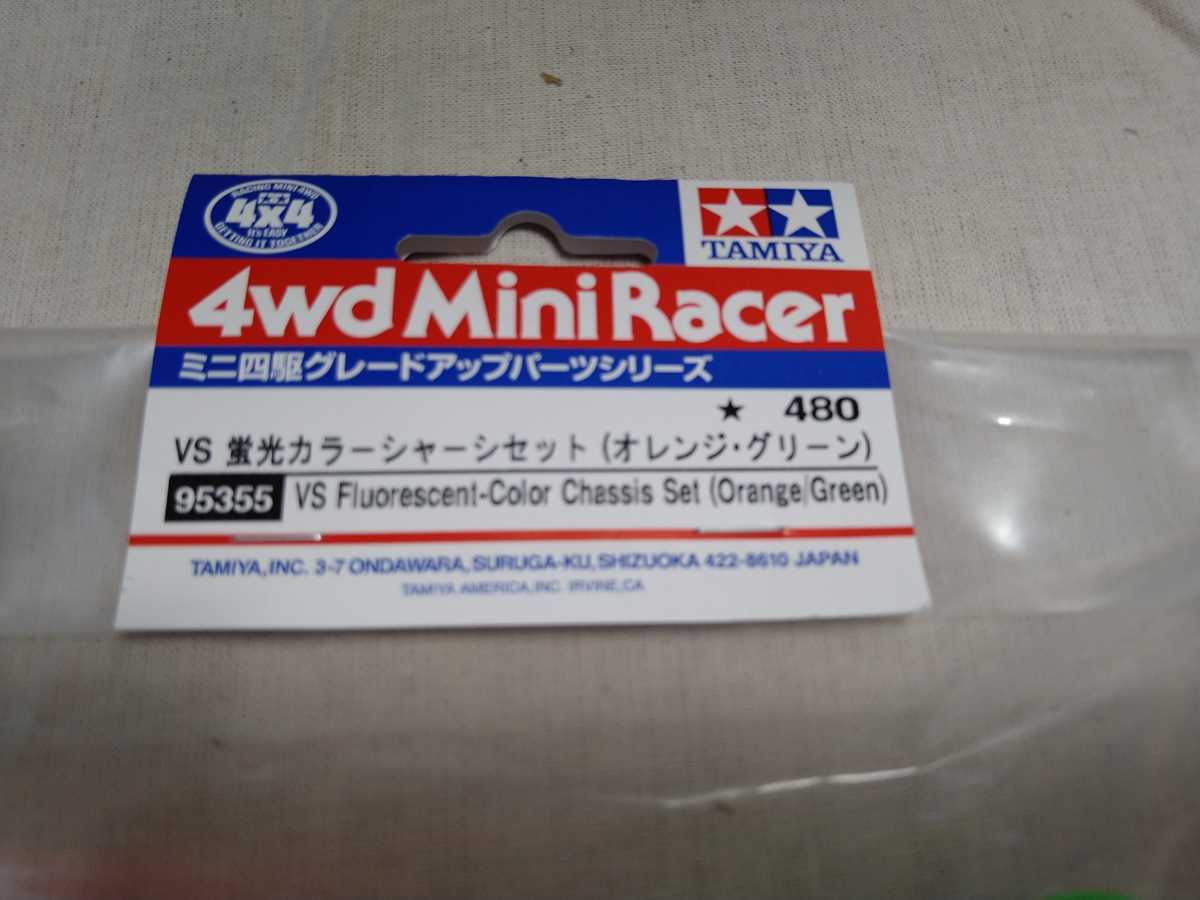 RACING MINI 4WD
4x4
It's EASY
GETTING IT TOGETHER
TAMIYA
4wd Mini Racer
ミニ四駆グレードアップパーツシリーズ
★ 480
VS 蛍光カラーシャーシセット (オレンジ・グリーン)
95355 VS Fluorescent-Color Chassis Set (Orange/Green)
TAMIYA, INC. 3-7 ONDAWARA, SURUGA-KU, SHIZUOKA 422-8610 JAPAN
TAMIYA AMERICA, INC. IRVINE, CA